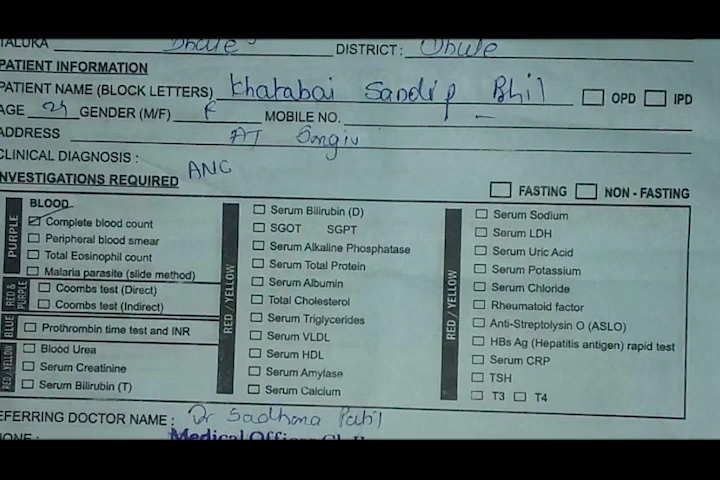 TALUKA Dhule DISTRICT: Dhule
PATIENT INFORMATION
PATIENT NAME (BLOCK LETTERS) Khatabai Sandip Bhil OPD IPD
AGE GENDER (M/F) F MOBILE NO. -
ADDRESS AT
CLINICAL DIAGNOSIS: ANC
INVESTIGATIONS REQUIRED FASTING NON - FASTING
PURPLE
BLOOD
Complete blood count
Peripheral blood smear
Total Eosinophil count
Malaria parasite (slide method)
RED & PURPLE
Coombs test (Direct)
Coombs test (Indirect)
BLUE
Prothrombin time test and INR
RED / YELLOW
Blood Urea
Serum Creatinine
Serum Bilirubin (T)
RED / YELLOW
Serum Bilirubin (D)
SGOT SGPT
Serum Alkaline Phosphatase
Serum Total Protein
Serum Albumin
Total Cholesterol
Serum Triglycerides
Serum VLDL
Serum HDL
Serum Amylase
Serum Calcium
RED / YELLOW
Serum Sodium
Serum LDH
Serum Uric Acid
Serum Potassium
Serum Chloride
Rheumatoid factor
Anti-Streptolysin O (ASLO)
HBs Ag (Hepatitis antigen) rapid test
Serum CRP
TSH
T3 T4
REFERRING DOCTOR NAME: Dr Sadhana Patil
PHONE: Medical Officer